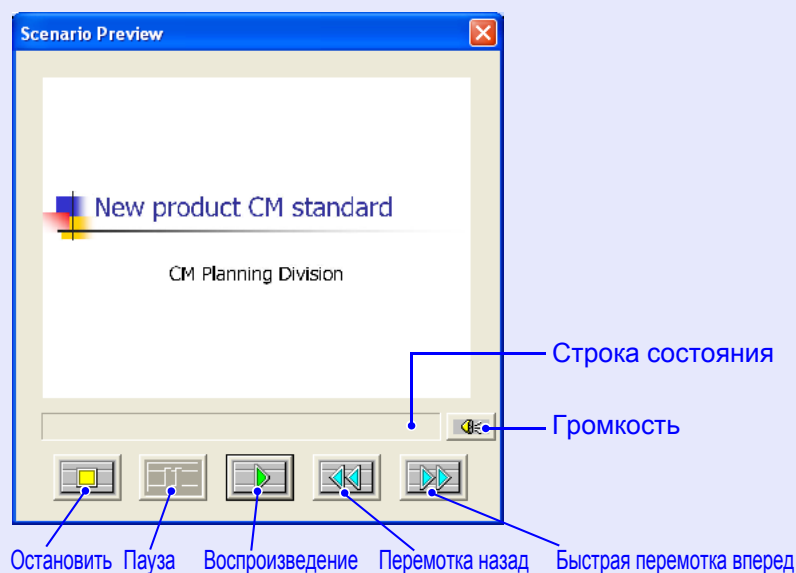 Scenario Preview
New product CM standard
CM Planning Division
Строка состояния
Громкость
Остановить Пауза Воспроизведение Перемотка назад Быстрая перемотка вперед